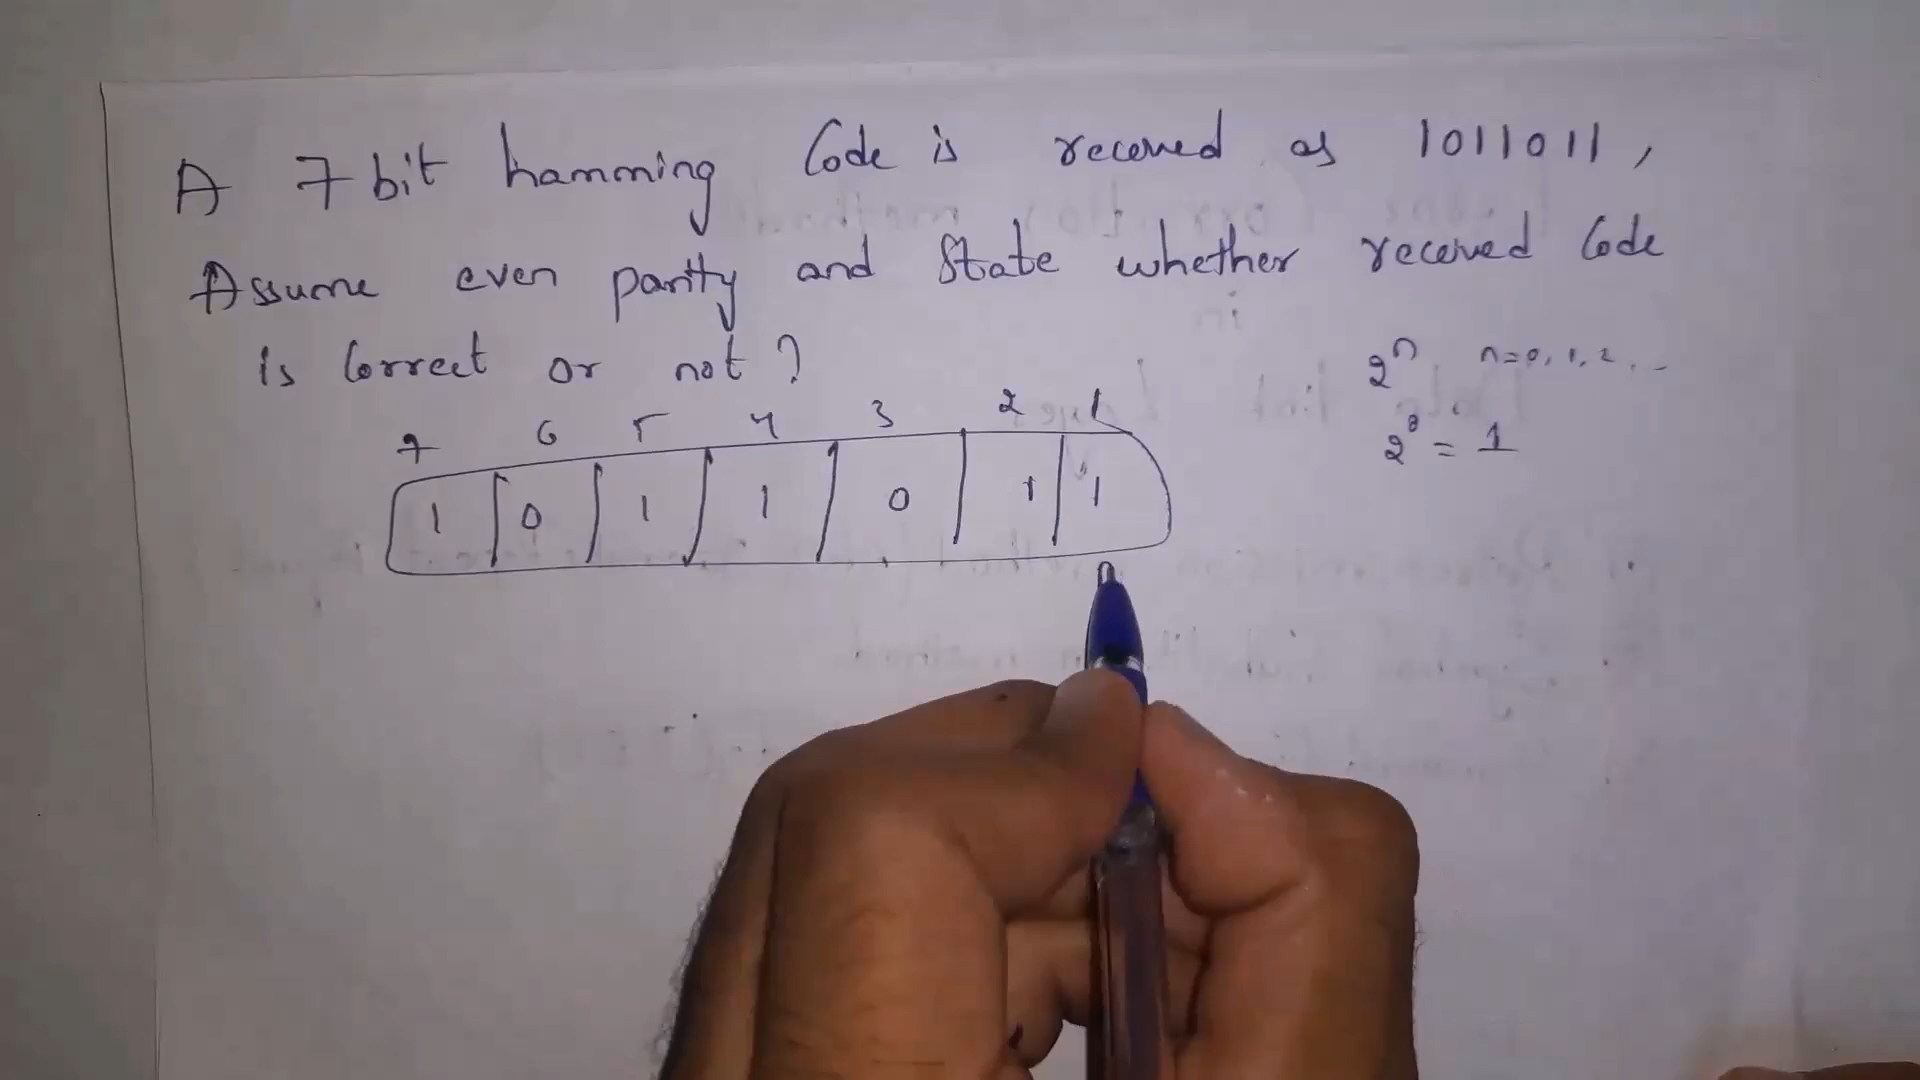 A 7 bit hamming Code is received as 1011011,
Assume even parity and State whether received Code
is Correct or not?
2^n n=0, 1, 2, ..
7 6 5 4 3 2 1
2^0 = 1
1 0 1 1 0 1 1